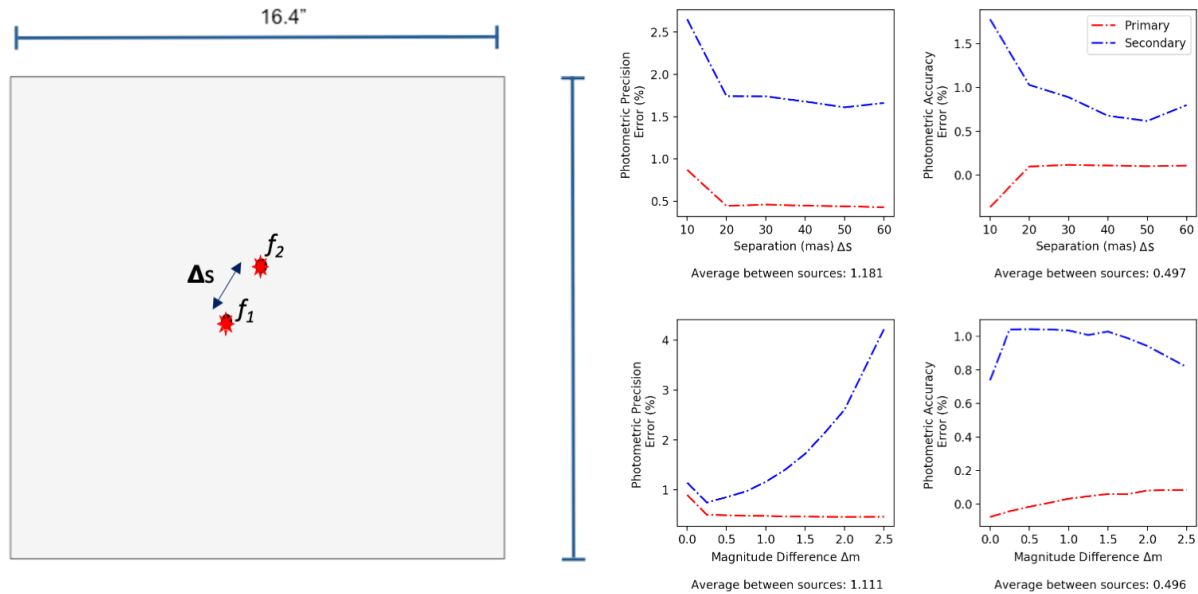 16.4”
f2
Δs
f1
Photometric Precision
Error (%)
2.5
2.0
1.5
1.0
0.5
10 20 30 40 50 60
Separation (mas) Δs
Average between sources: 1.181
Photometric Accuracy
Error (%)
1.5
1.0
0.5
0.0
Primary
Secondary
10 20 30 40 50 60
Separation (mas) Δs
Average between sources: 0.497
Photometric Precision
Error (%)
4
3
2
1
0.0 0.5 1.0 1.5 2.0 2.5
Magnitude Difference Δm
Average between sources: 1.111
Photometric Accuracy
Error (%)
1.0
0.8
0.6
0.4
0.2
0.0
0.0 0.5 1.0 1.5 2.0 2.5
Magnitude Difference Δm
Average between sources: 0.496